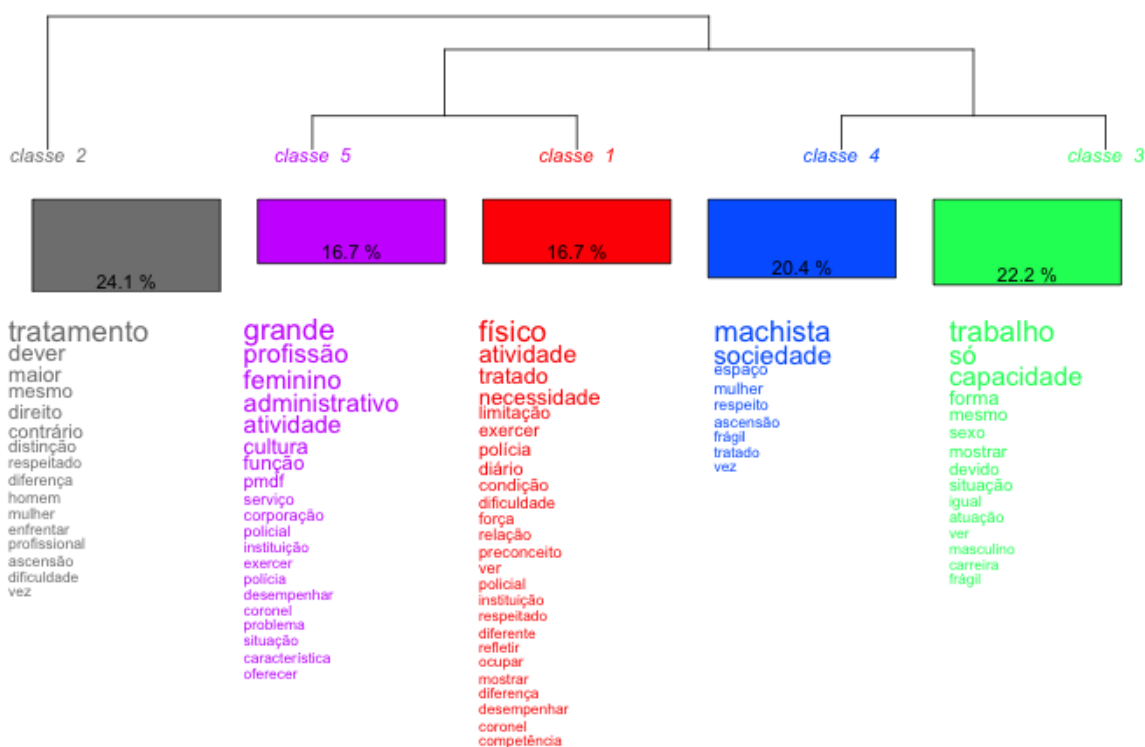 classe 2
classe 5
classe 1
classe 4
classe 3
24.1 %
16.7 %
16.7 %
20.4 %
22.2 %
tratamento
dever
maior
mesmo
direito
contrário
distinção
respeitado
diferença
homem
mulher
enfrentar
profissional
ascensão
dificuldade
vez
grande
profissão
feminino
administrativo
atividade
cultura
função
pmdf
serviço
corporação
policial
instituição
exercer
polícia
desempenhar
coronel
problema
situação
característica
oferecer
físico
atividade
tratado
necessidade
limitação
exercer
polícia
diário
condição
dificuldade
força
relação
preconceito
ver
policial
instituição
respeitado
diferente
refletir
ocupar
mostrar
diferença
desempenhar
coronel
competência
machista
sociedade
espaço
mulher
respeito
ascensão
frágil
tratado
vez
trabalho
só
capacidade
forma
mesmo
sexo
mostrar
devido
situação
igual
atuação
ver
masculino
carreira
frágil